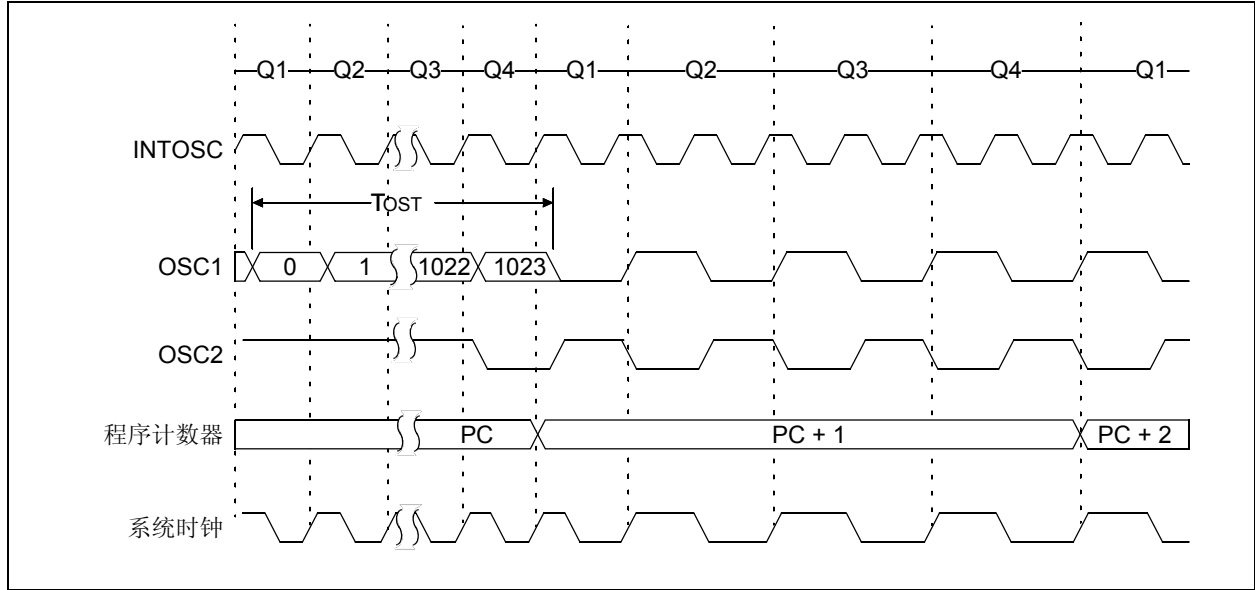 Q1 Q2 Q3 Q4 Q1 Q2 Q3 Q4 Q1
INTOSC
TOST
OSC1 0 1 1022 1023
OSC2
程序计数器 PC PC + 1 PC + 2
系统时钟